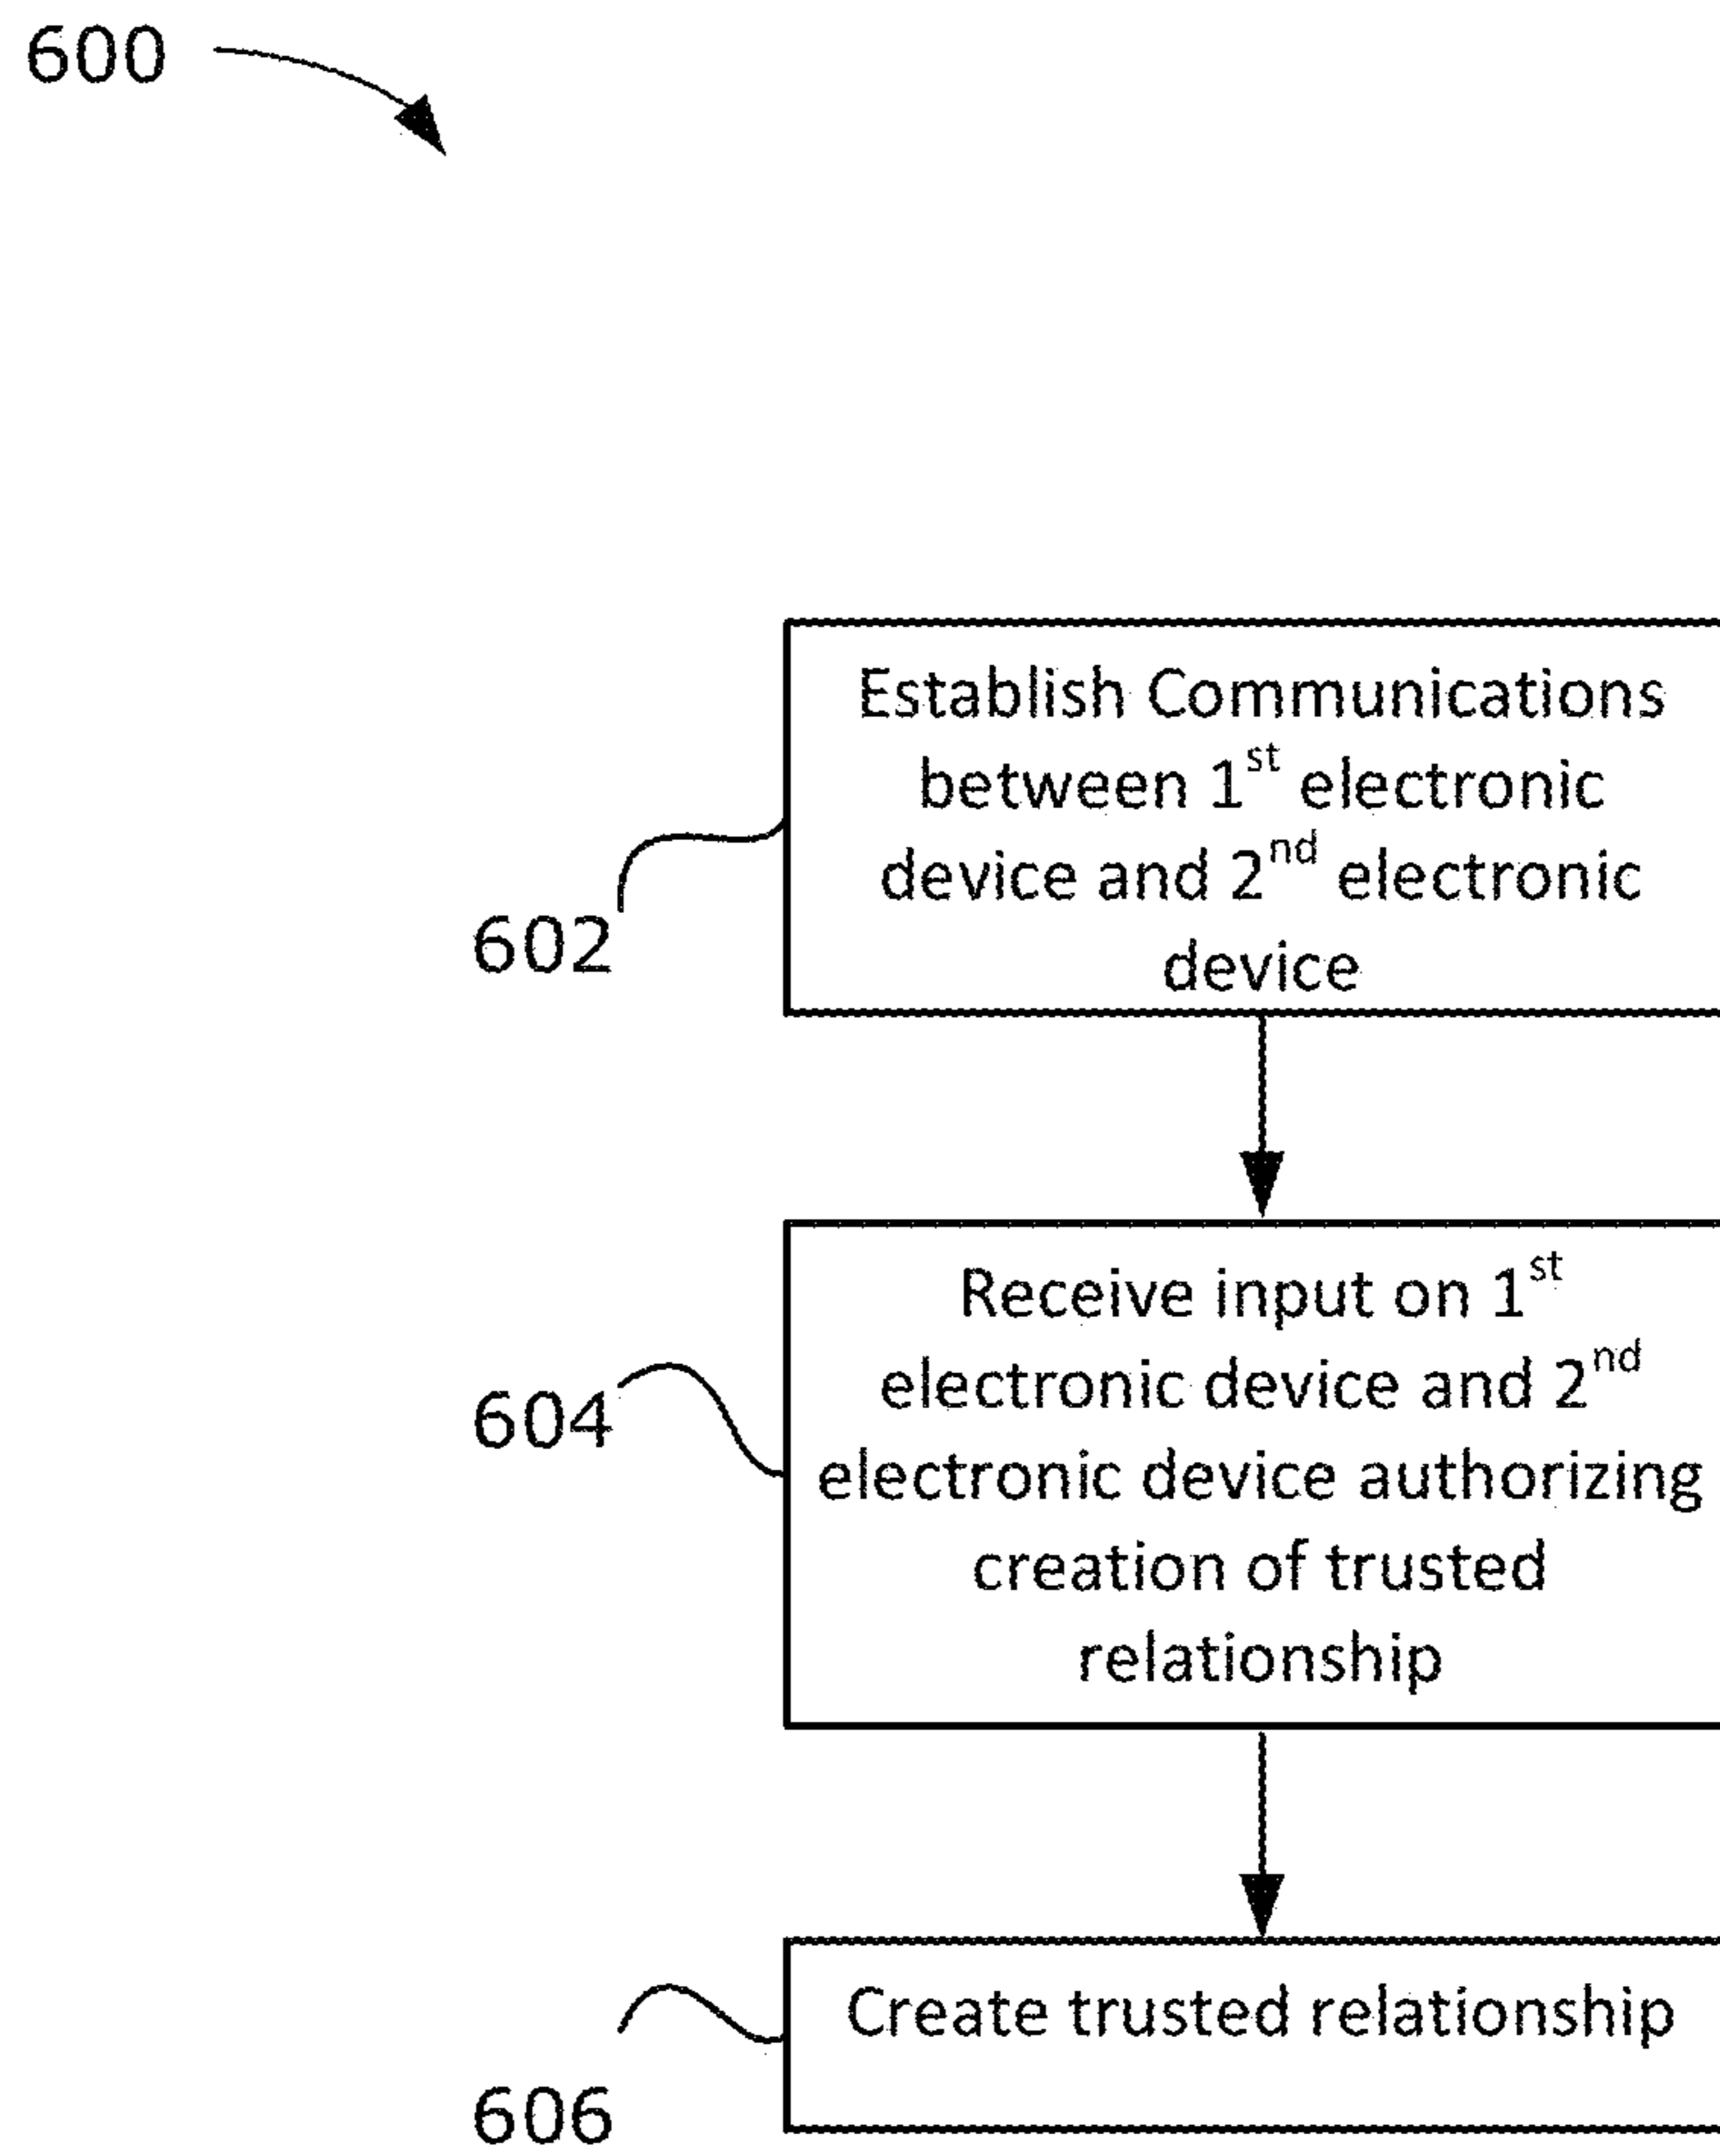 600
Establish Communications
between 1st electronic
device and 2nd electronic
device
602
Receive input on 1st
electronic device and 2nd
electronic device authorizing
creation of trusted
relationship
604
Create trusted relationship
606